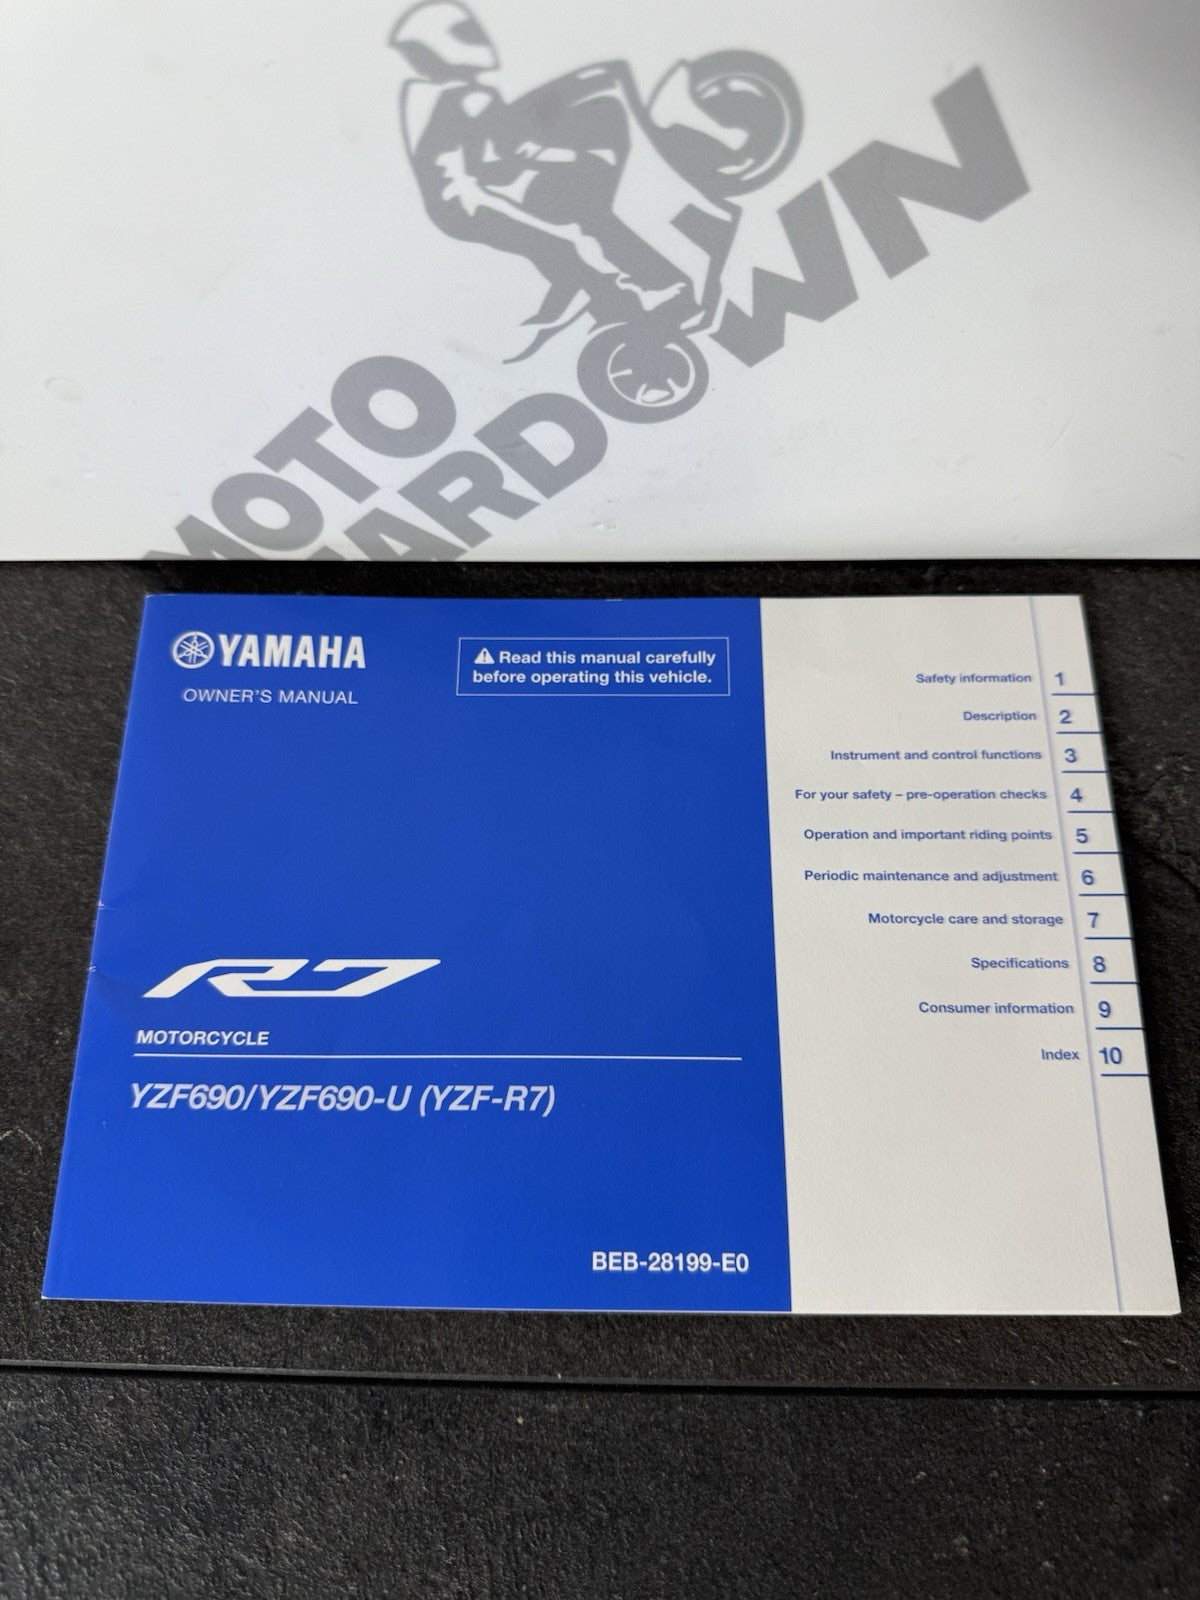 MOTO
ARDOWN
YAMAHA
OWNER'S MANUAL
Read this manual carefully
before operating this vehicle.
Safety information 1
Description 2
Instrument and control functions 3
For your safety – pre-operation checks 4
Operation and important riding points 5
Periodic maintenance and adjustment 6
Motorcycle care and storage 7
Specifications 8
Consumer information 9
Index 10
R7
MOTORCYCLE
YZF690/YZF690-U (YZF-R7)
BEB-28199-E0